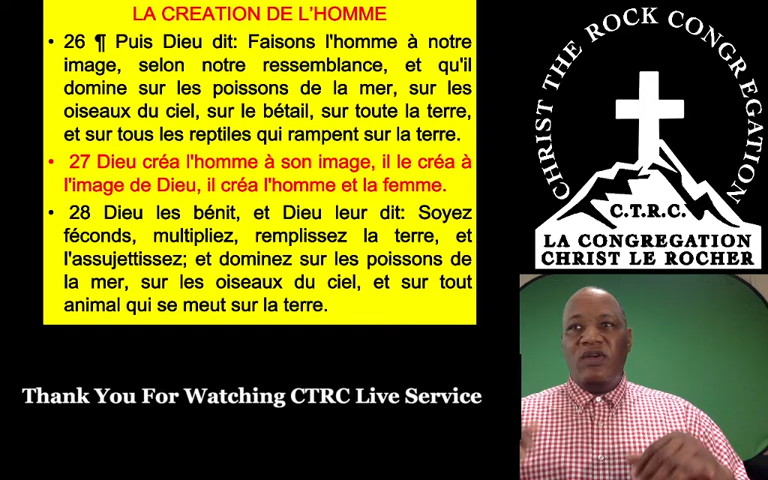 LA CREATION DE L'HOMME
• 26 ¶ Puis Dieu dit: Faisons l'homme à notre
image, selon notre ressemblance, et qu'il
domine sur les poissons de la mer, sur les
oiseaux du ciel, sur le bétail, sur toute la terre,
et sur tous les reptiles qui rampent sur la terre.
• 27 Dieu créa l'homme à son image, il le créa à
l'image de Dieu, il créa l'homme et la femme.
• 28 Dieu les bénit, et Dieu leur dit: Soyez
féconds, multipliez, remplissez la terre, et
l'assujettissez; et dominez sur les poissons de
la mer, sur les oiseaux du ciel, et sur tout
animal qui se meut sur la terre.
CHRIST THE ROCK CONGREGATION
C.T.R.C.
LA CONGREGATION
CHRIST LE ROCHER
Thank You For Watching CTRC Live Service